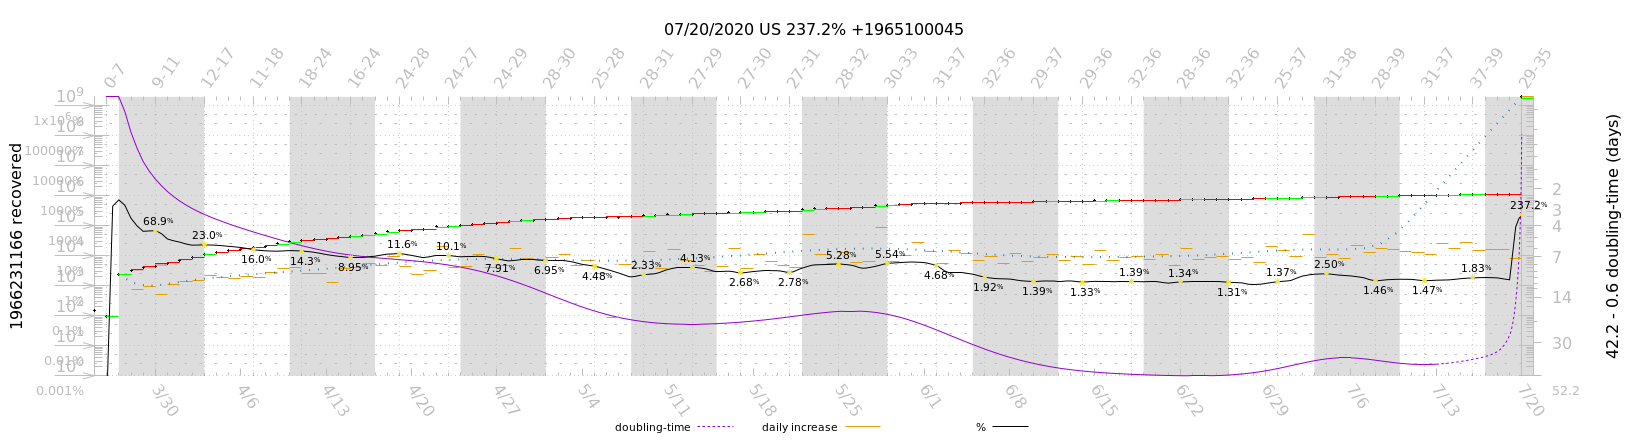 07/20/2020 US 237.2% +1965100045
0-7 9-11 12-17 11-18 18-24 16-24 24-28 24-27 24-29 28-30 25-28 28-31 27-29 27-30 27-31 28-32 30-33 31-37 32-36 29-37 29-36 32-36 28-36 32-36 25-37 31-38 28-39 31-37 37-39 29-35
1966231166 recovered
10⁹
100000%
10⁷
10000%
1000%
100%
10%
1%
0.1%
10¹
0.01%
10⁰
0.001%
68.9% 23.0% 16.0% 14.3% 8.95% 11.6% 10.1% 7.91% 6.95% 4.48% 2.33% 4.13% 2.68% 2.78% 5.28% 5.54% 4.68% 1.92% 1.39% 1.33% 1.39% 1.34% 1.31% 1.37% 2.50% 1.46% 1.47% 1.83% 237.2%
2
3
4
7
14
30
52.2
42.2 - 0.6 doubling-time (days)
3/30 4/6 4/13 4/20 4/27 5/4 5/11 5/18 5/25 6/1 6/8 6/15 6/22 6/29 7/6 7/13 7/20
doubling-time daily increase %